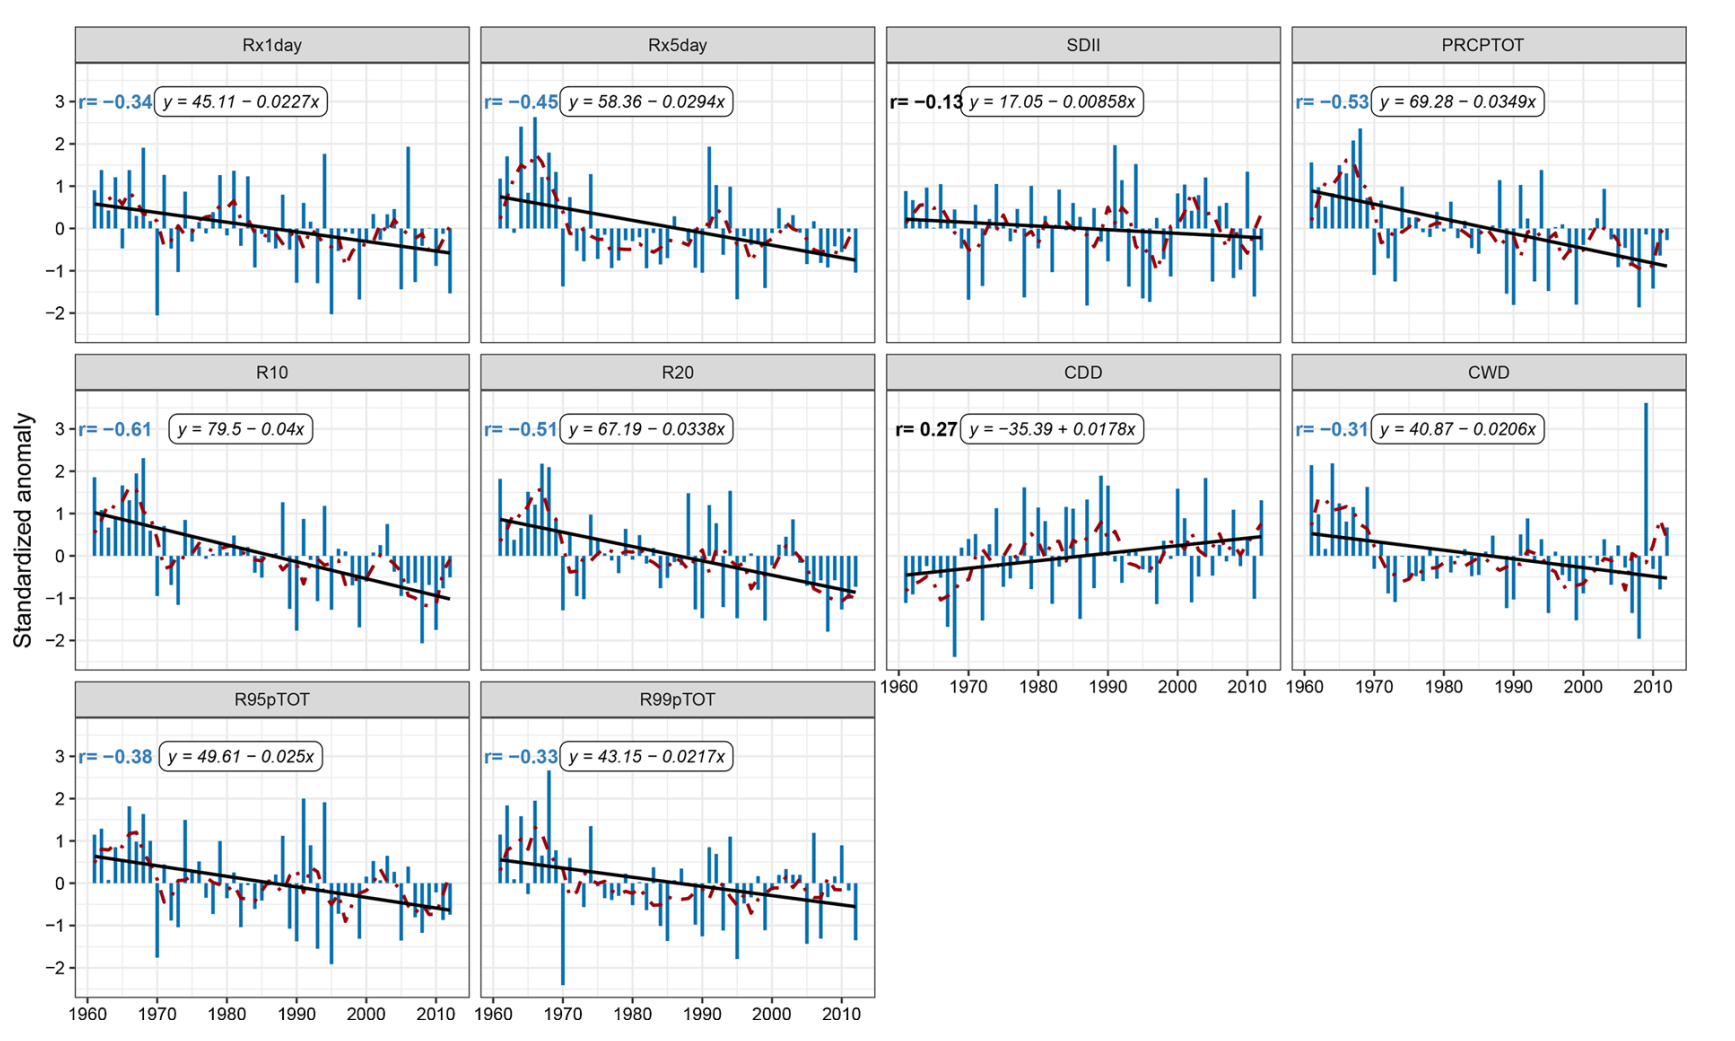 Rx1day Rx5day SDII PRCPTOT
3 r= −0.34 y = 45.11 − 0.0227x r= −0.45 y = 58.36 − 0.0294x r= −0.13 y = 17.05 − 0.00858x r= −0.53 y = 69.28 − 0.0349x
2
1
0
−1
−2
R10 R20 CDD CWD
3 r= −0.61 y = 79.5 − 0.04x r= −0.51 y = 67.19 − 0.0338x r= 0.27 y = −35.39 + 0.0178x r= −0.31 y = 40.87 − 0.0206x
2
1
0
−1
−2
Standardized anomaly
1960 1970 1980 1990 2000 2010 1960 1970 1980 1990 2000 2010
R95pTOT R99pTOT
3 r= −0.38 y = 49.61 − 0.025x r= −0.33 y = 43.15 − 0.0217x
2
1
0
−1
−2
1960 1970 1980 1990 2000 2010 1960 1970 1980 1990 2000 2010